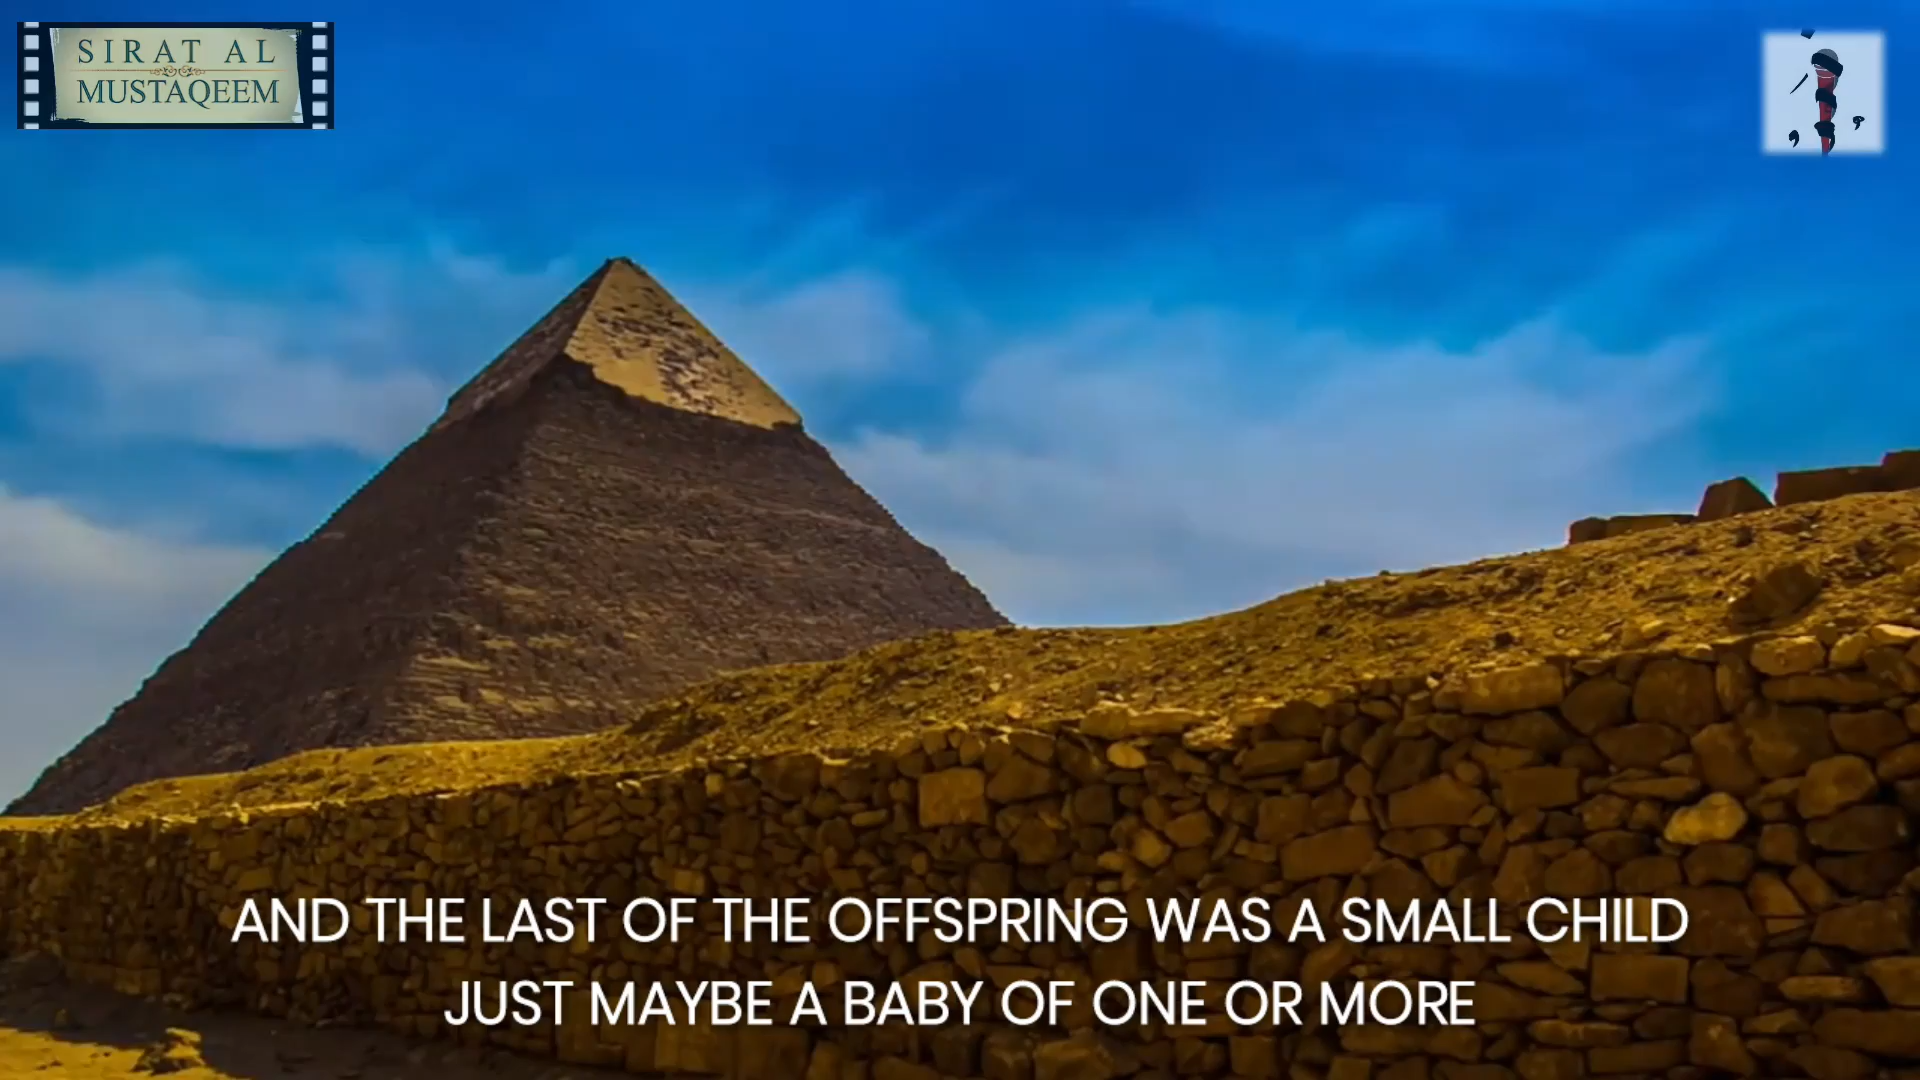 SIRAT AL
MUSTAQEEM
AND THE LAST OF THE OFFSPRING WAS A SMALL CHILD
JUST MAYBE A BABY OF ONE OR MORE